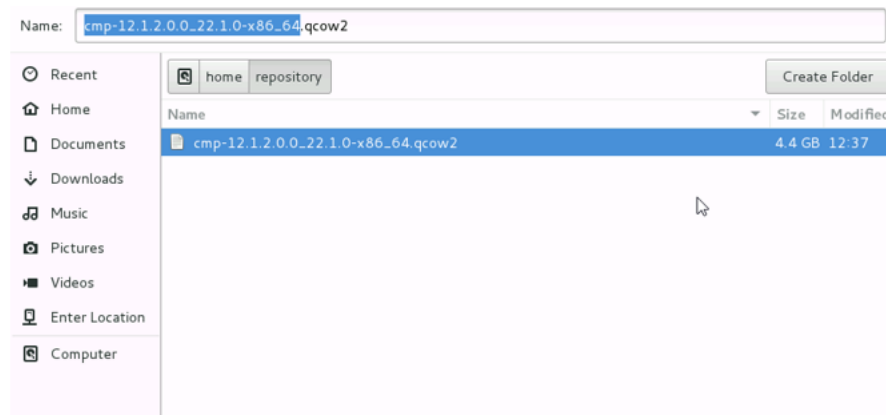 Name: cmp-12.1.2.0.0_22.1.0-x86_64.qcow2
Recent
Home
Documents
Downloads
Music
Pictures
Videos
Enter Location
Computer
home repository Create Folder
Name Size Modified
cmp-12.1.2.0.0_22.1.0-x86_64.qcow2 4.4 GB 12:37